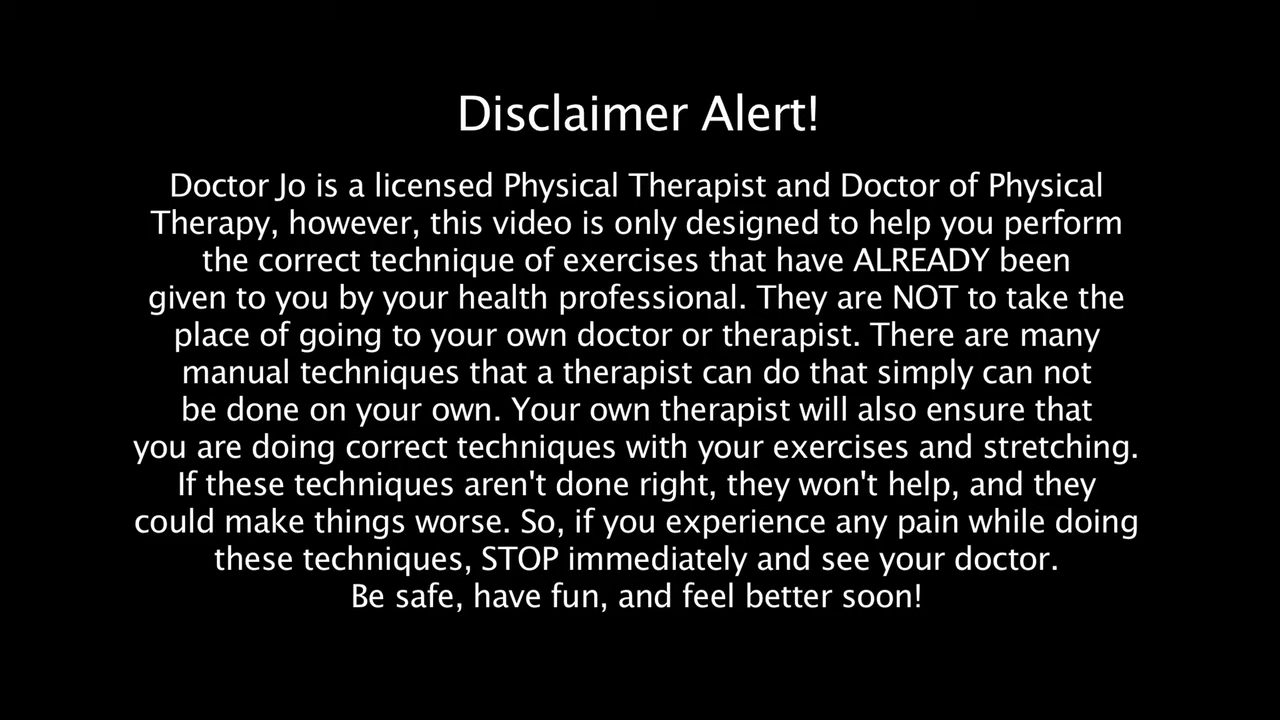 Disclaimer Alert!
Doctor Jo is a licensed Physical Therapist and Doctor of Physical
Therapy, however, this video is only designed to help you perform
the correct technique of exercises that have ALREADY been
given to you by your health professional. They are NOT to take the
place of going to your own doctor or therapist. There are many
manual techniques that a therapist can do that simply can not
be done on your own. Your own therapist will also ensure that
you are doing correct techniques with your exercises and stretching.
If these techniques aren't done right, they won't help, and they
could make things worse. So, if you experience any pain while doing
these techniques, STOP immediately and see your doctor.
Be safe, have fun, and feel better soon!